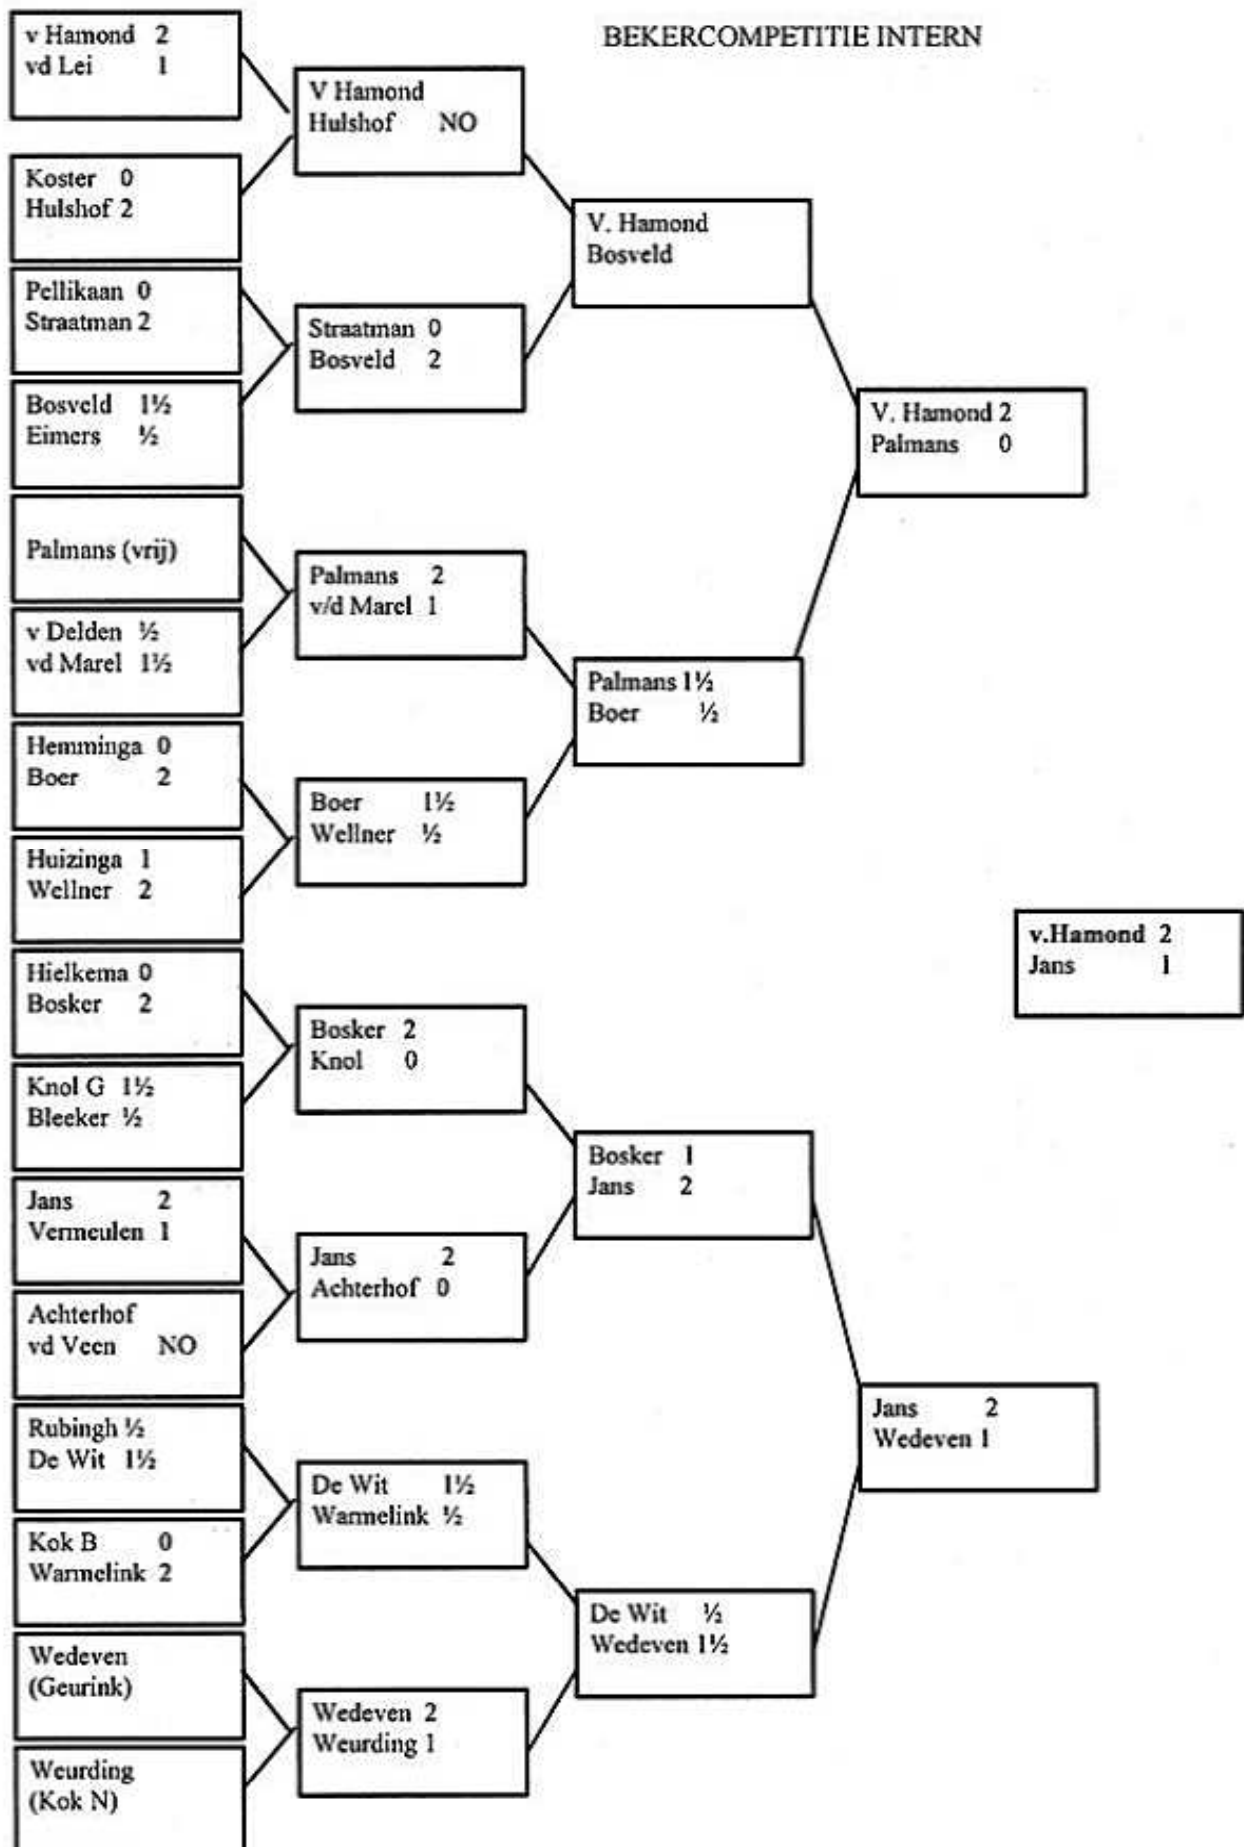 BEKERCOMPETITIE INTERN
v Hamond 2
vd Lei 1
Koster 0
Hulshof 2
Pellikaan 0
Straatman 2
Bosveld 1½
Eimers ½
Palmans (vrij)
v Delden ½
vd Marel 1½
Hemminga 0
Boer 2
Huizinga 1
Wellner 2
Hielkema 0
Bosker 2
Knol G 1½
Bleeker ½
Jans 2
Vermeulen 1
Achterhof
vd Veen NO
Rubingh ½
De Wit 1½
Kok B 0
Warmelink 2
Wedeven
(Geurink)
Weurding
(Kok N)
V Hamond
Hulshof NO
Straatman 0
Bosveld 2
Palmans 2
v/d Marel 1
Boer 1½
Wellner ½
Bosker 2
Knol 0
Jans 2
Achterhof 0
De Wit 1½
Warmelink ½
Wedeven 2
Weurding 1
V. Hamond
Bosveld
Palmans 1½
Boer ½
Bosker 1
Jans 2
De Wit ½
Wedeven 1½
V. Hamond 2
Palmans 0
Jans 2
Wedeven 1
v.Hamond 2
Jans 1